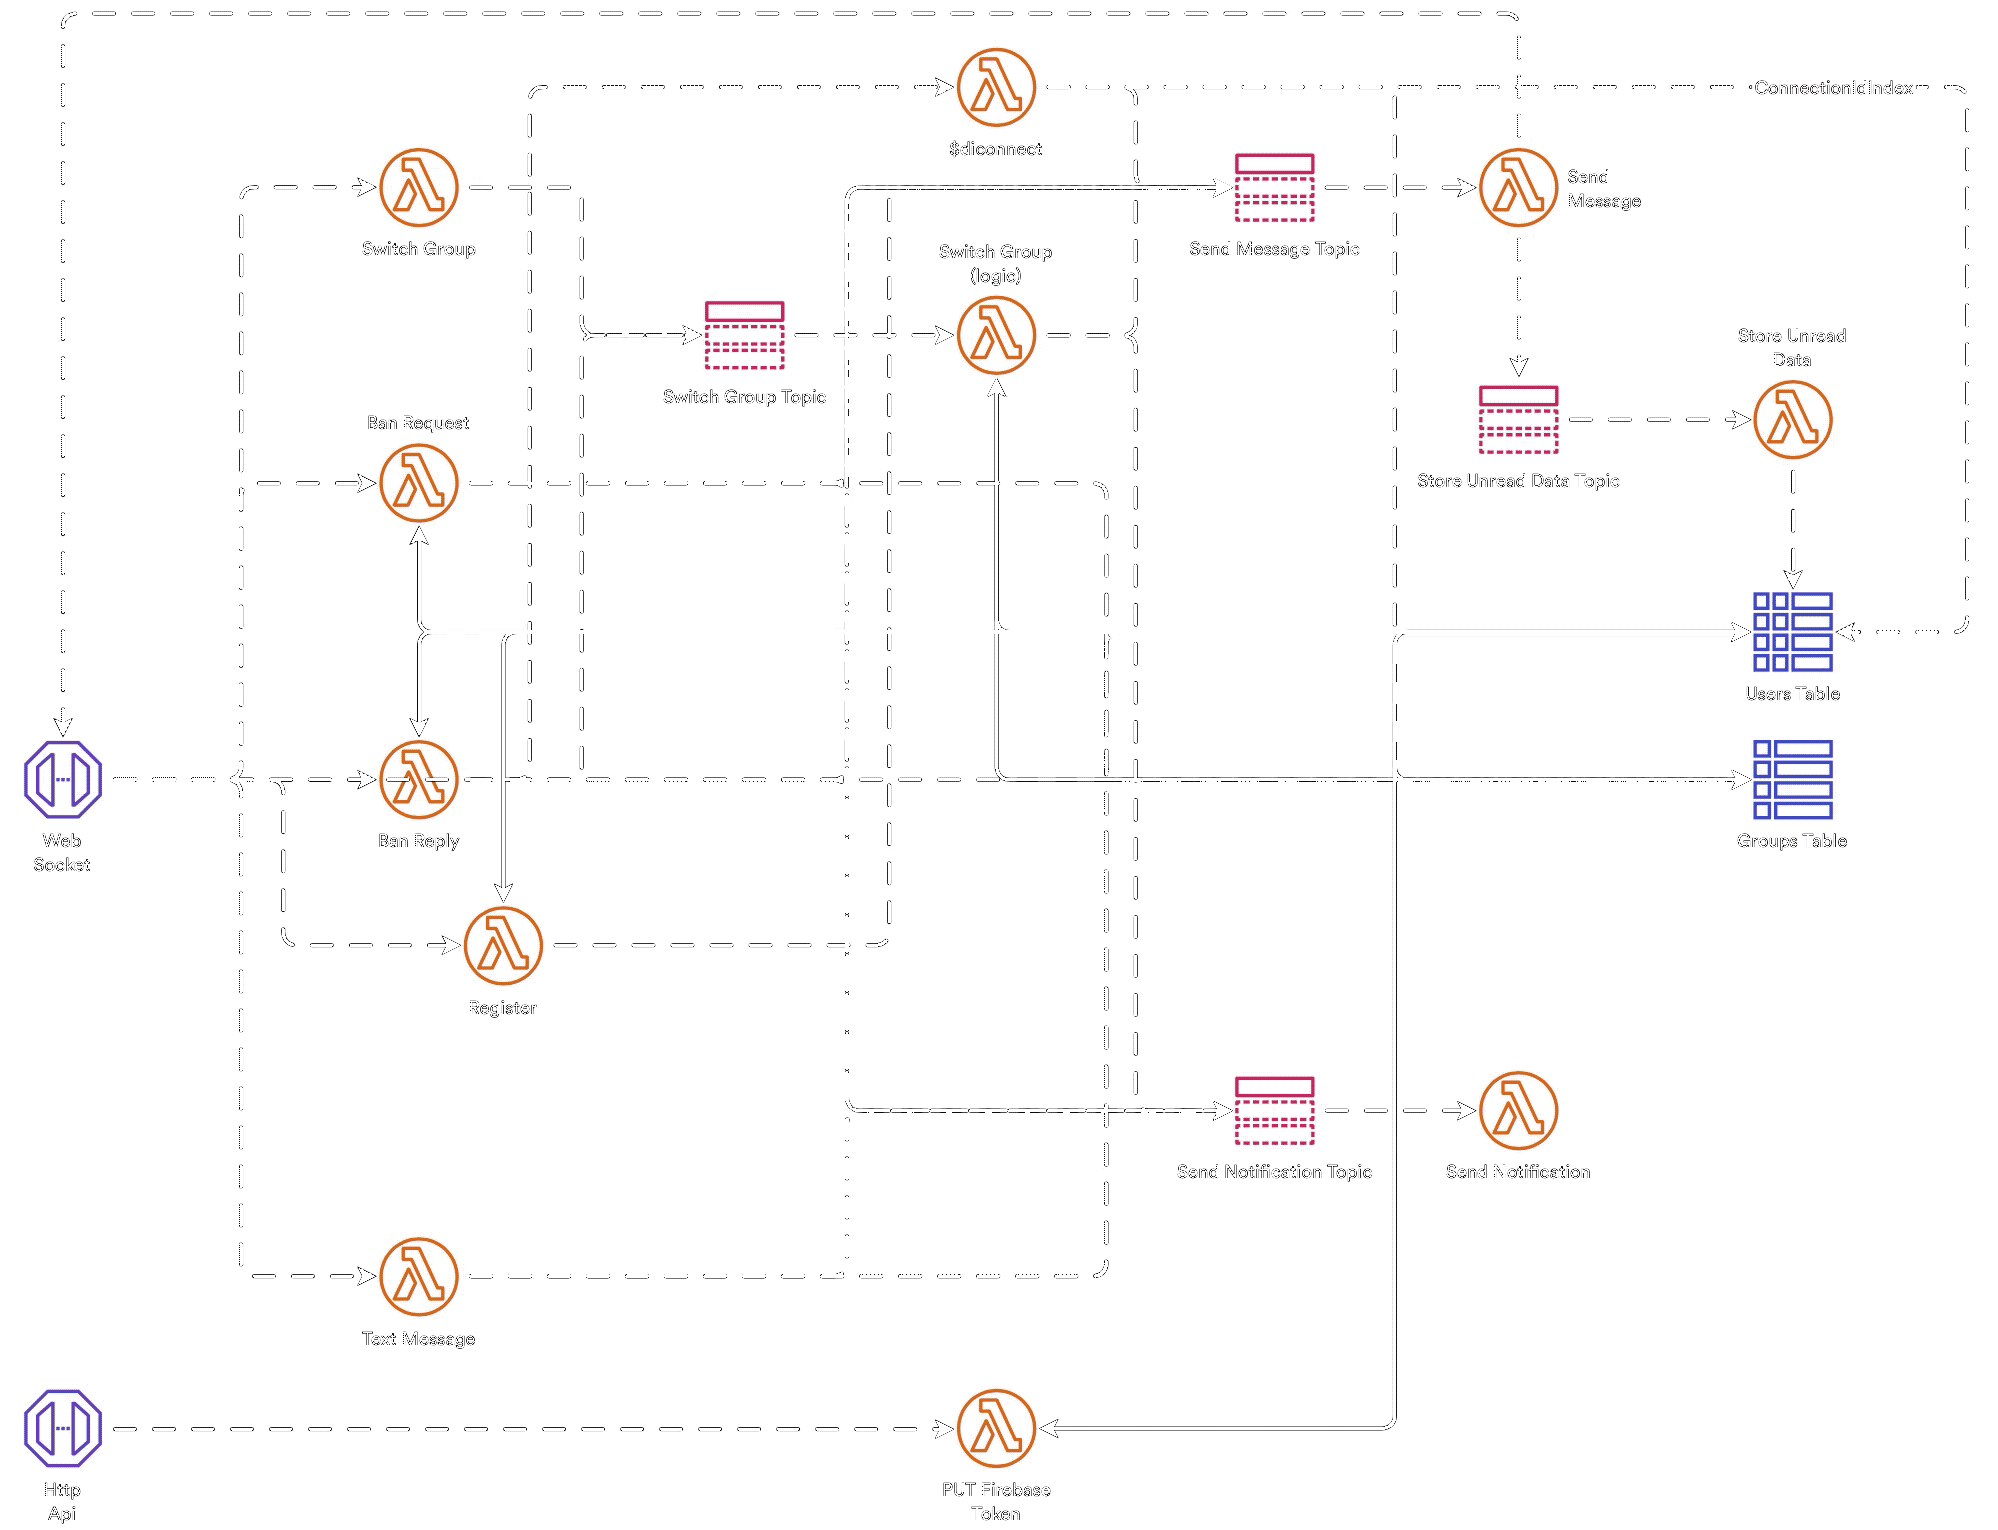 ConnectionIdIndex
$diconnect
Send
Message
Switch Group
Send Message Topic
Switch Group
(logic)
Store Unread
Data
Switch Group Topic
Ban Request
Store Unread Data Topic
Users Table
Web
Socket
Ban Reply
Groups Table
Register
Send Notification Topic
Send Notification
Text Message
Http
Api
PUT Firebase
Token